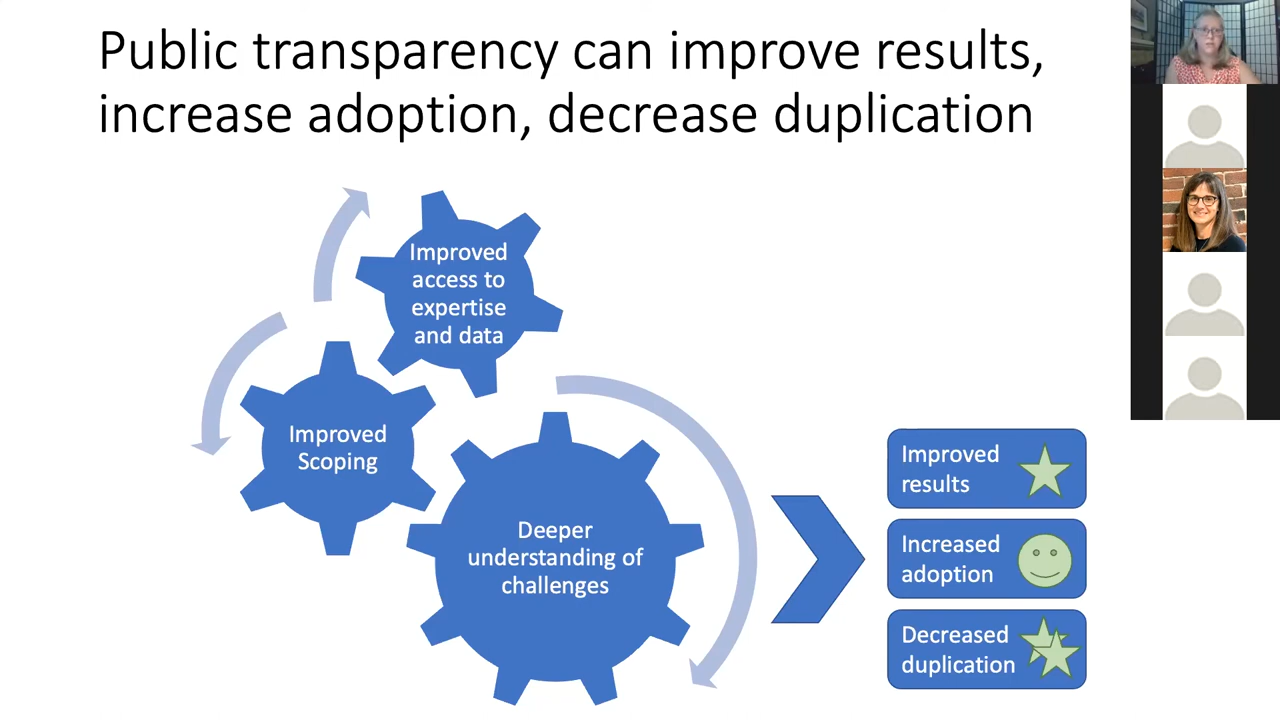 Public transparency can improve results,
increase adoption, decrease duplication
Improved
access to
expertise
and data
Improved
Scoping
Deeper
understanding of
challenges
Improved
results
Increased
adoption
Decreased
duplication